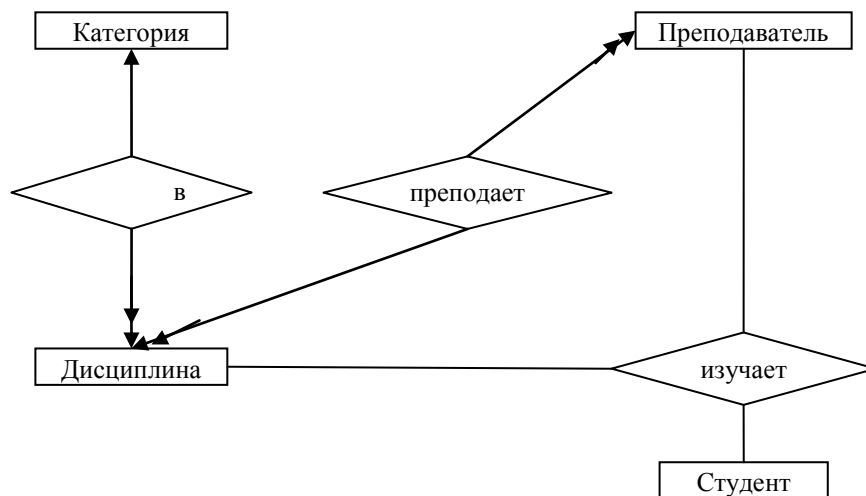 Категория
Преподаватель
в
преподает
Дисциплина
изучает
Студент